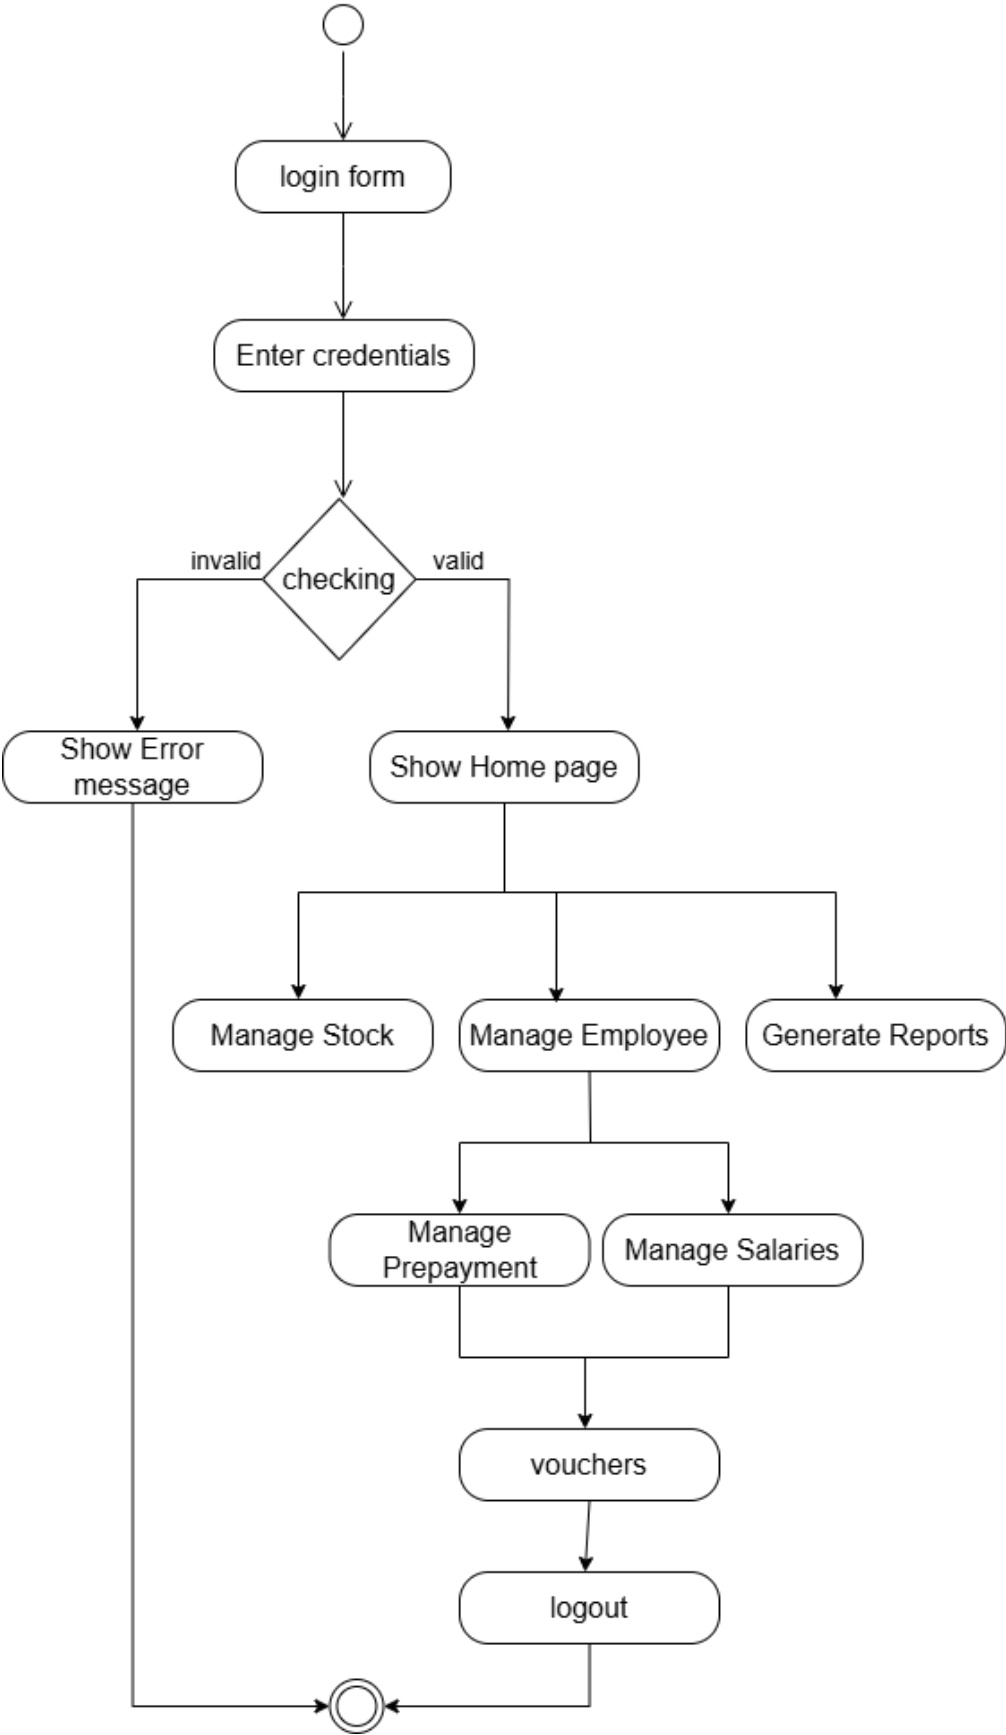 login form
Enter credentials
invalid
valid
checking
Show Error
message
Show Home page
Manage Stock
Manage Employee
Generate Reports
Manage
Prepayment
Manage Salaries
vouchers
logout